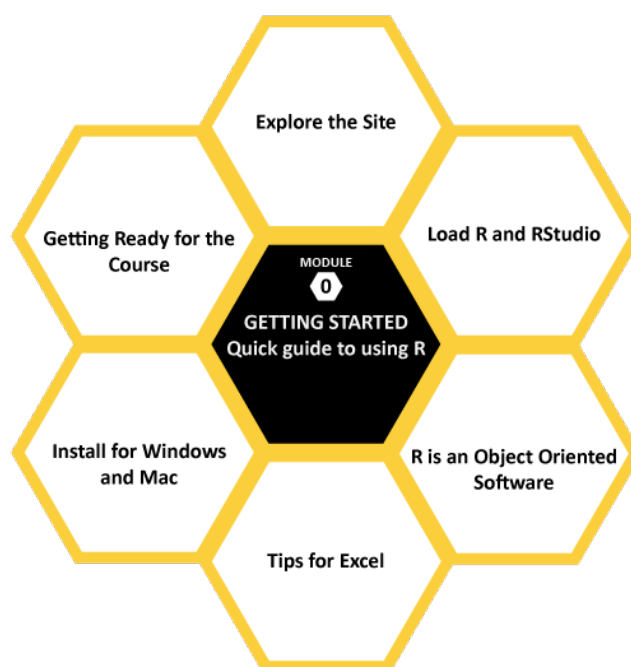 Explore the Site
Getting Ready for the
Course
Load R and RStudio
MODULE
0
GETTING STARTED
Quick guide to using R
Install for Windows
and Mac
R is an Object Oriented
Software
Tips for Excel